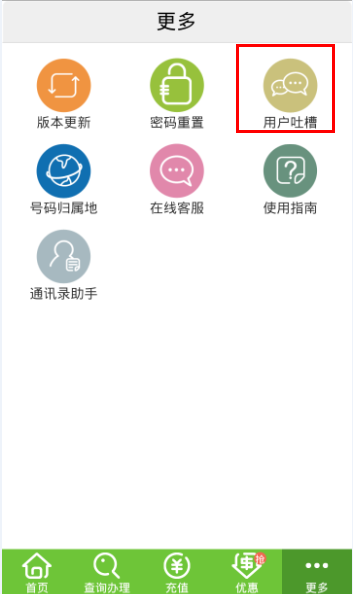 更多
版本更新 密码重置 用户吐槽
号码归属地 在线客服 使用指南
通讯录助手
抢
首页 查询办理 充值 优惠 更多